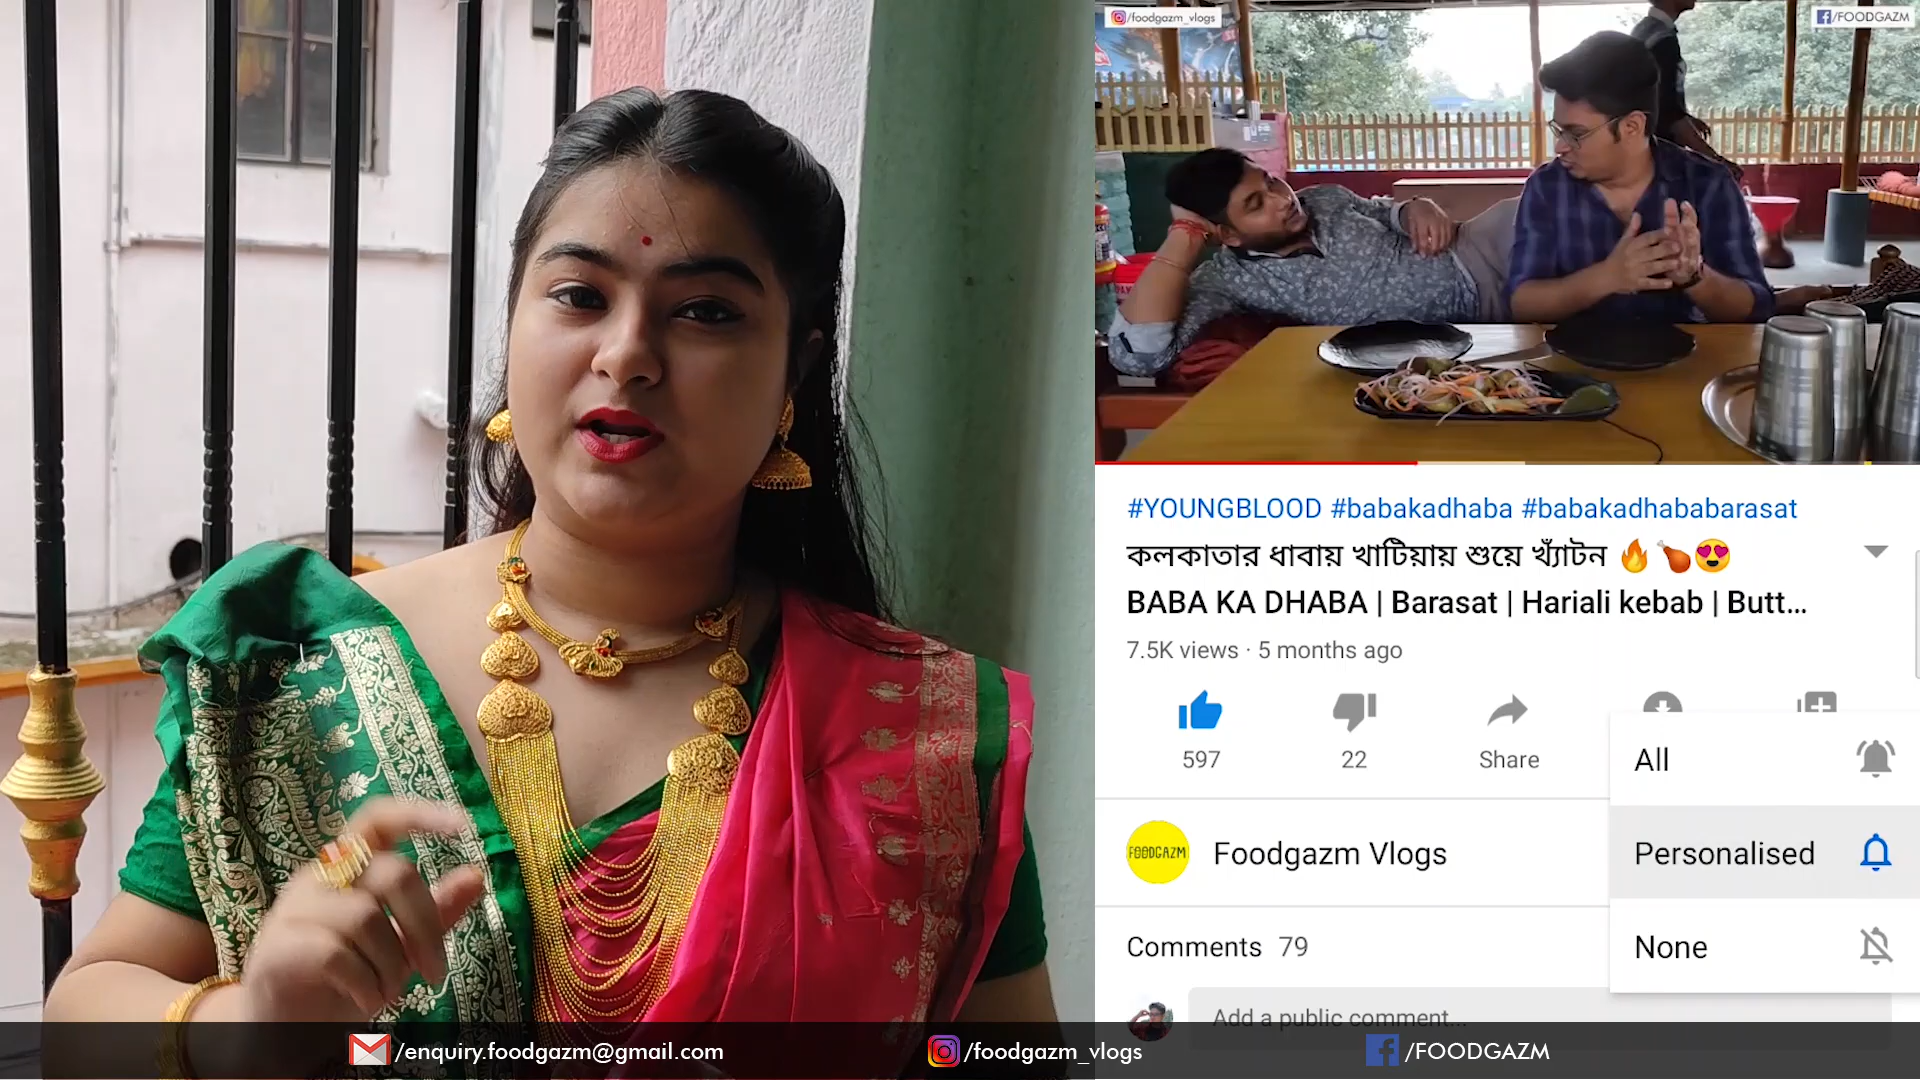 /foodgazm_vlogs
/FOODGAZM
#YOUNGBLOOD #babakadhaba #babakadhababarasat
কলকাতার ধাবায় খাটিয়ায় শুয়ে খ্যাঁটন 🔥🍗😍
BABA KA DHABA | Barasat | Hariali kebab | Butt...
7.5K views · 5 months ago
597
22
Share
All
Personalised
None
FOODGAZM
Foodgazm Vlogs
Comments 79
Add a public comment...
/enquiry.foodgazm@gmail.com
/foodgazm_vlogs
/FOODGAZM